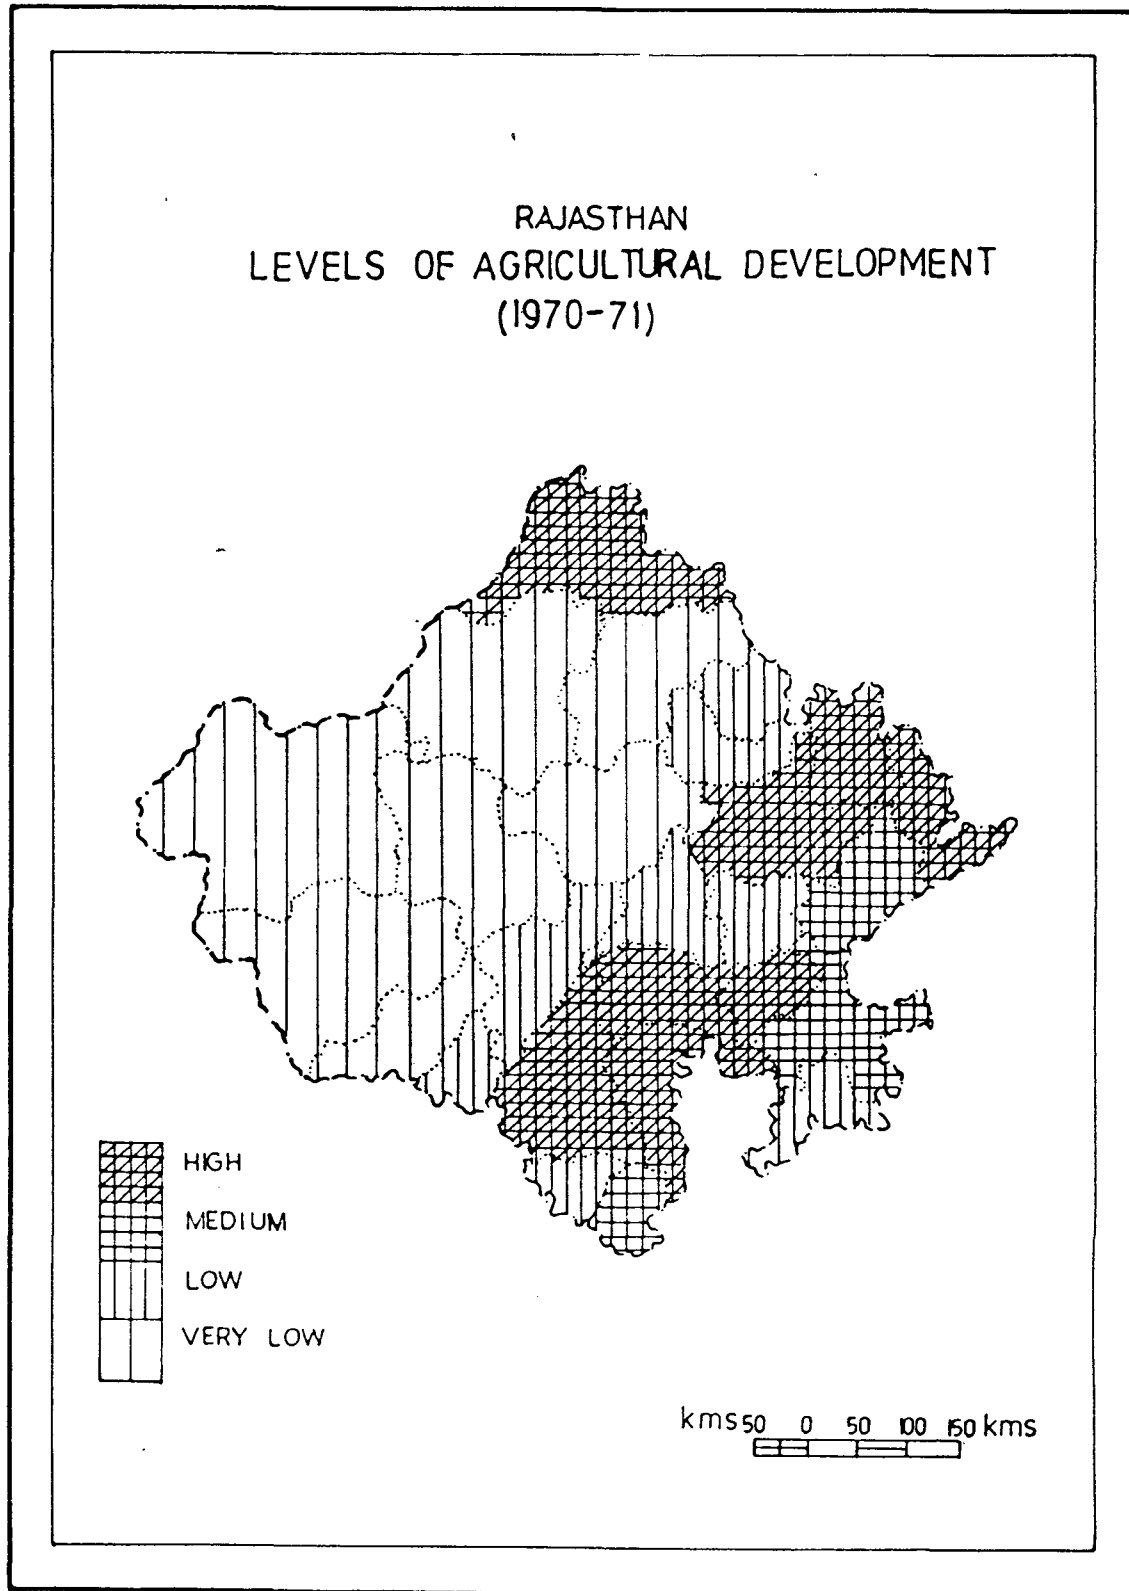 RAJASTHAN
LEVELS OF AGRICULTURAL DEVELOPMENT
(1970-71)
HIGH
MEDIUM
LOW
VERY LOW
kms 50 0 50 100 150 kms